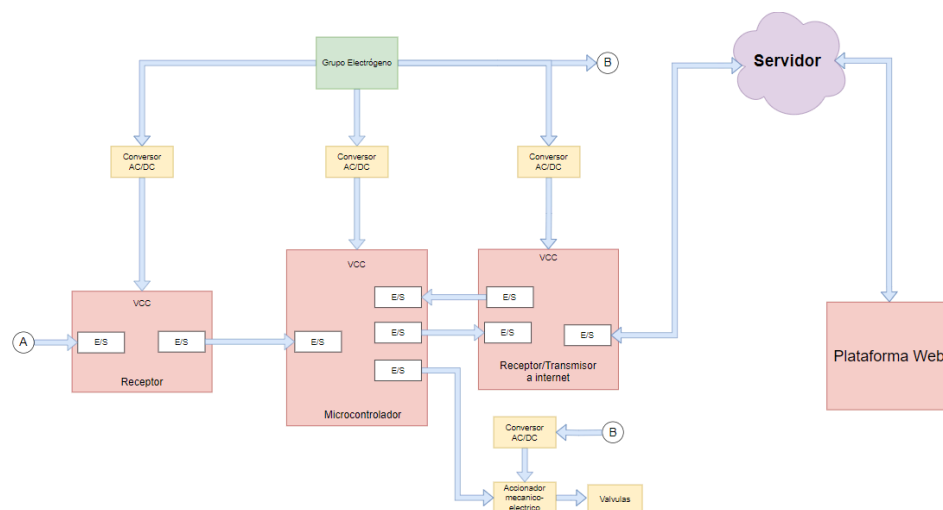 Grupo Electrógeno
B
Servidor
Conversor
AC/DC
Conversor
AC/DC
Conversor
AC/DC
VCC
VCC
VCC
E/S
E/S
E/S
E/S
E/S
A
E/S
E/S
E/S
E/S
Receptor
Microcontrolador
Receptor/Transmisor
a internet
Plataforma Web
Conversor
AC/DC
B
Accionador
mecanico-
electrico
Valvulas